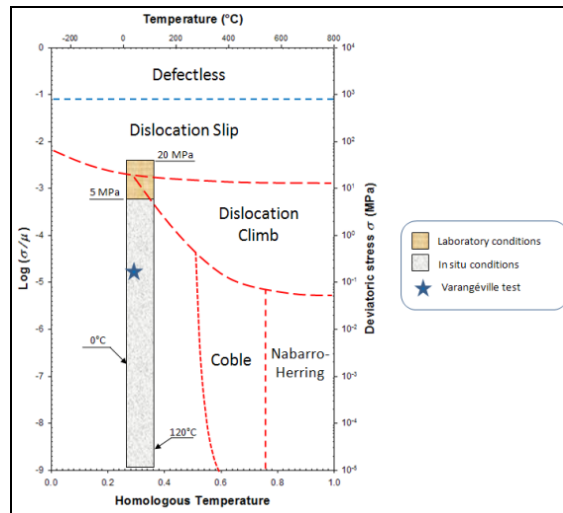 Temperature (°C)
-200 0 200 400 600 800
0
-1
-2
-3
-4
-5
-6
-7
-8
-9
Log (σ/μ)
10⁴
10³
10²
10¹
10⁰
10⁻¹
10⁻²
10⁻³
10⁻⁴
10⁻⁵
Deviatoric stress σ (MPa)
Defectless
Dislocation Slip
20 MPa
5 MPa
Dislocation
Climb
0°C
Coble
Nabarro-
Herring
120°C
0.0 0.2 0.4 0.6 0.8 1.0
Homologous Temperature
Laboratory conditions
In situ conditions
Varangéville test